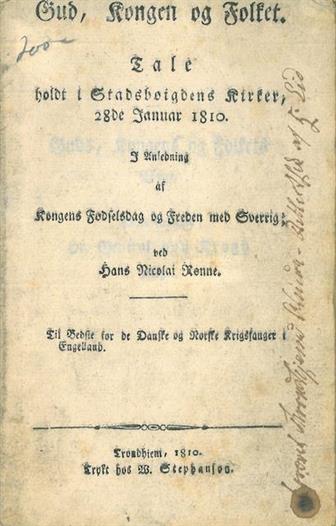 Gud, Kongen og Folket.
Tale
holdt i Stadsboigdens Kirker,
28de Januar 1810.
I Anledning
af
Kongens Fødselsdag og Freden med Sverrig;
ved
Hans Nicolai Rønne.
Til Bedste for de Danske og Norske Krigsfanger i
Engelland.
Trondhiem, 1810.
Trykt hos W. Stephanson.